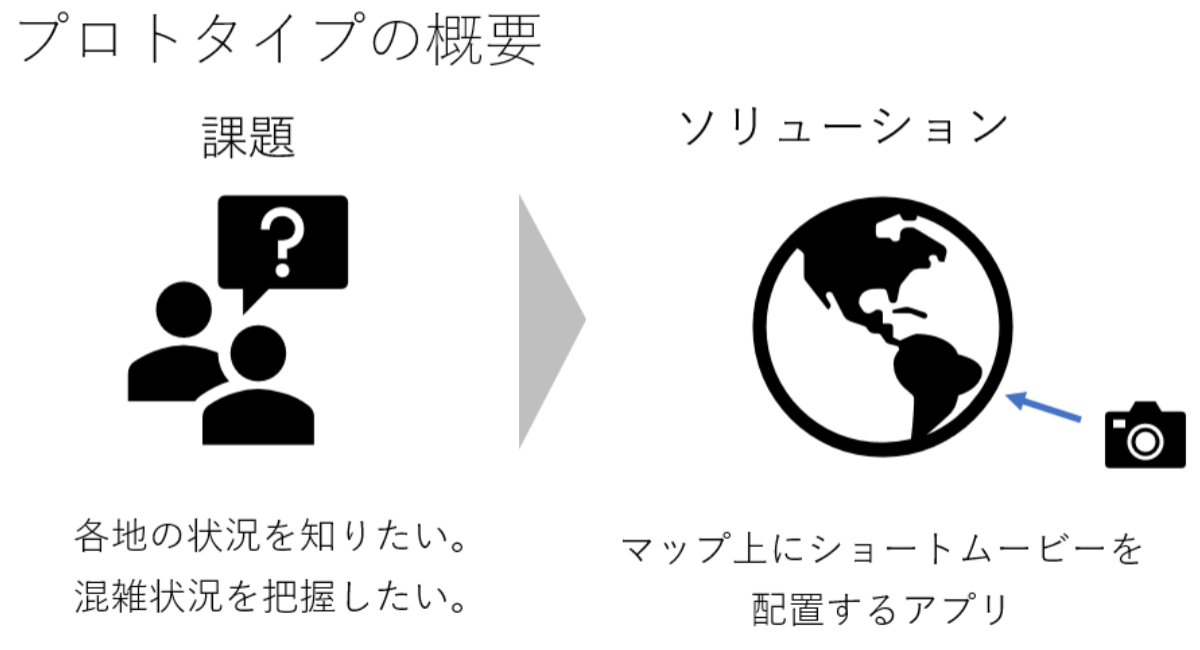 プロトタイプの概要
課題
?
各地の状況を知りたい。
混雑状況を把握したい。
ソリューション
マップ上にショートムービーを
配置するアプリ